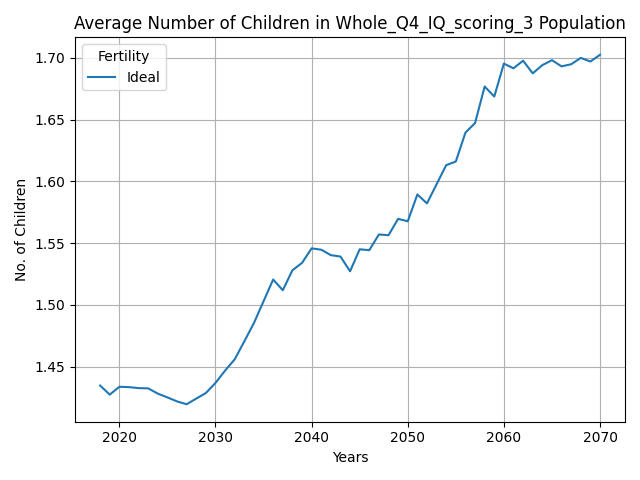 Average Number of Children in Whole_Q4_IQ_scoring_3 Population
Fertility
Ideal
No. of Children
1.70
1.65
1.60
1.55
1.50
1.45
2020 2030 2040 2050 2060 2070
Years